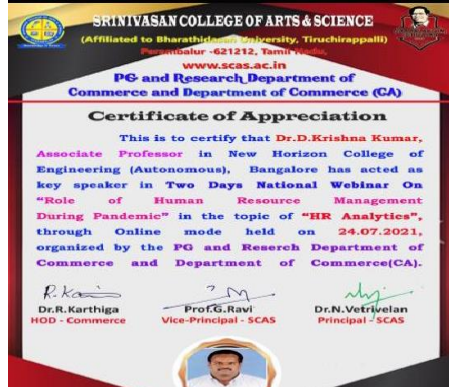 SRINIVASAN COLLEGE OF ARTS & SCIENCE
(Affiliated to Bharathidasan University, Tiruchirappalli)
Perambalur -621212, Tamil Nadu,
www.scas.ac.in
PG and Research Department of
Commerce and Department of Commerce (CA)
Certificate of Appreciation
This is to certify that Dr.D.Krishna Kumar,
Associate Professor in New Horizon College of
Engineering (Autonomous), Bangalore has acted as
key speaker in Two Days National Webinar On
“Role of Human Resource Management
During Pandemic” in the topic of “HR Analytics”,
through Online mode held on 24.07.2021,
organized by the PG and Reserch Department of
Commerce and Department of Commerce(CA).
Dr.R.Karthiga Prof.G.Ravi Dr.N.Vetrivelan
HOD - Commerce Vice-Principal - SCAS Principal - SCAS